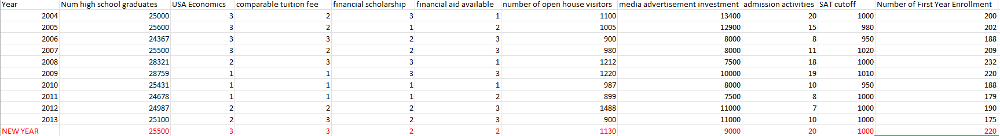 Year Num high school graduates USA Economics comparable tuition fee financial scholarship financial aid available number of open house visitors media advertisement investment admission activities SAT cutoff Number of First Year Enrollment
2004 25000 3 2 3 1 1100 13400 20 1000 200
2005 25600 3 2 1 2 1005 12900 15 980 202
2006 24367 3 3 2 3 900 8000 8 950 188
2007 25500 3 2 2 3 980 8000 11 1020 209
2008 28321 2 3 3 1 1212 7500 18 1000 232
2009 28759 1 1 3 3 1220 10000 19 1010 220
2010 25431 1 1 1 1 987 8000 10 950 188
2011 24678 1 1 1 2 899 7500 8 1000 179
2012 24987 2 2 2 3 1488 11000 7 1000 190
2013 25100 2 3 2 3 900 11000 10 1000 175
NEW YEAR 25500 3 3 2 2 1130 9000 20 1000 220